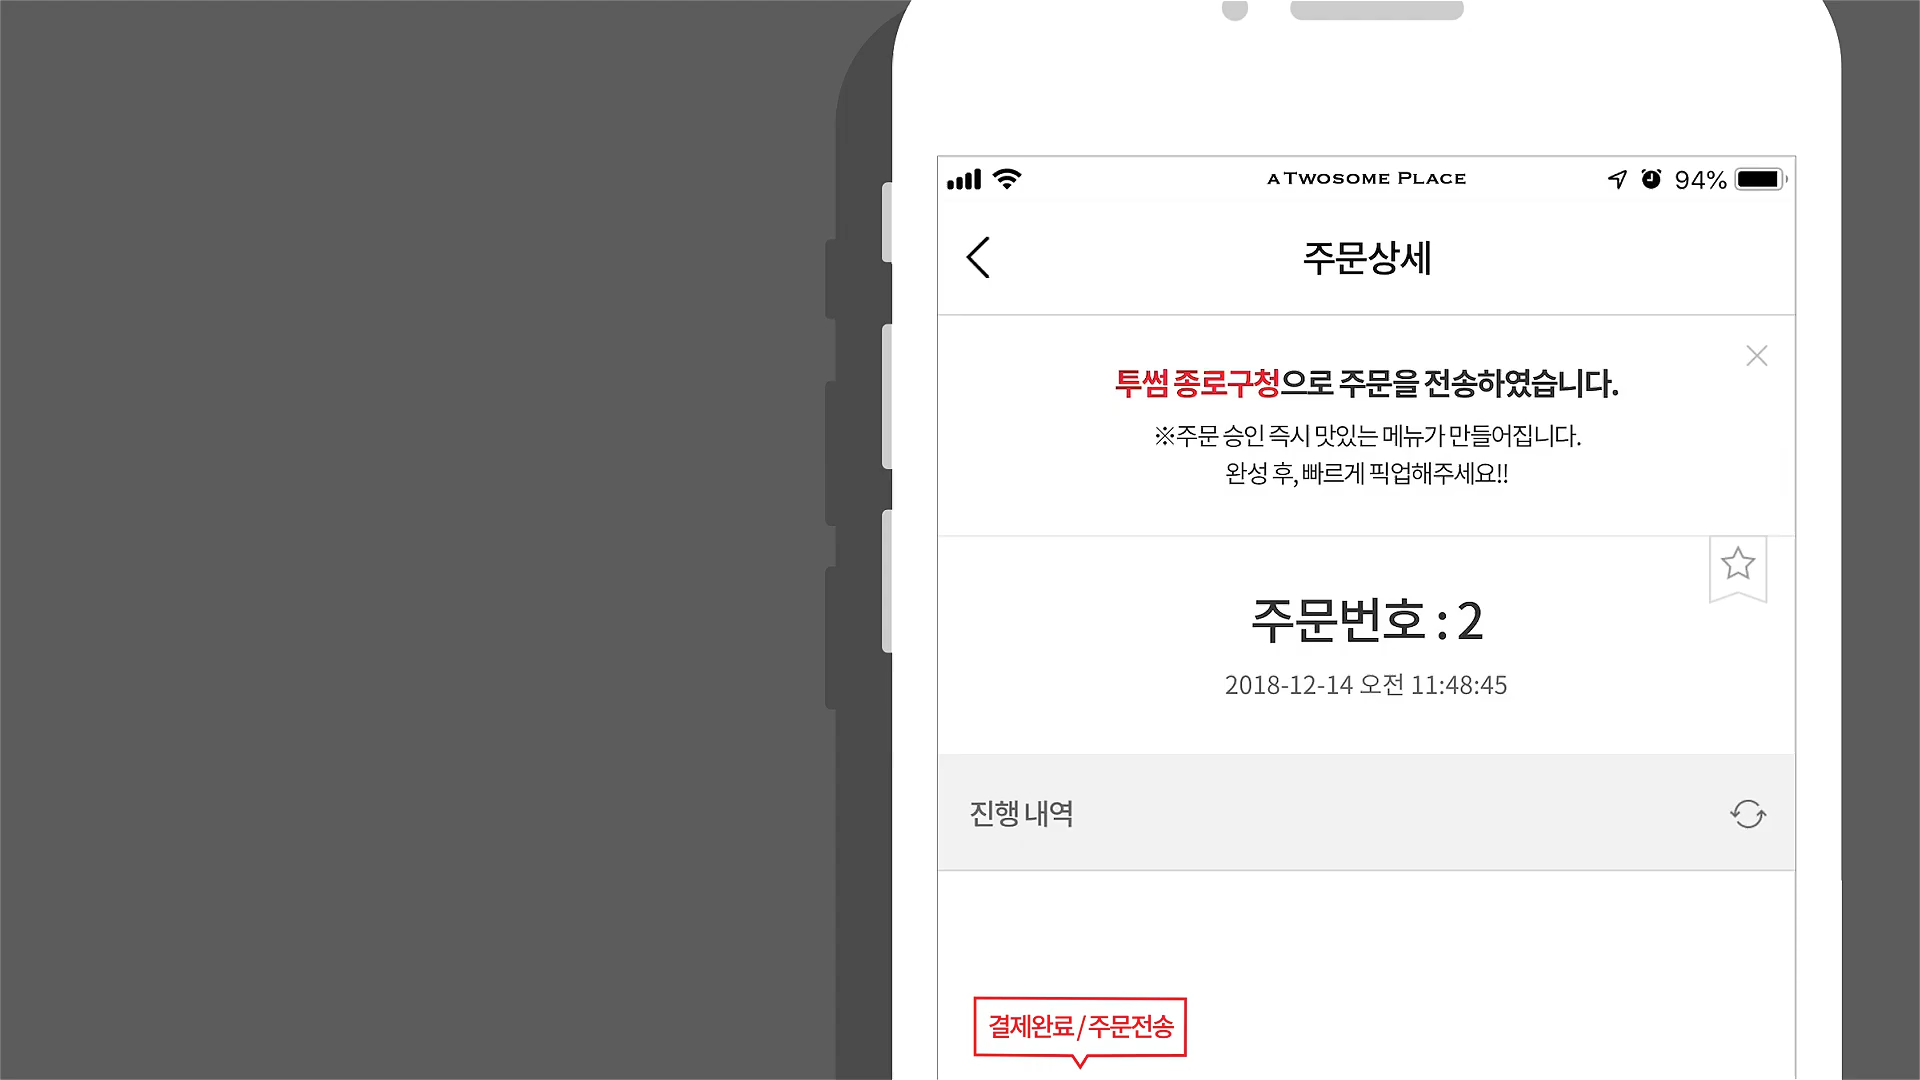 A TWOSOME PLACE
94%
주문상세
투썸 종로구청으로 주문을 전송하였습니다.
※주문 승인 즉시 맛있는 메뉴가 만들어집니다.
완성 후, 빠르게 픽업해주세요!!
주문번호 : 2
2018-12-14 오전 11:48:45
진행 내역
결제완료 / 주문전송